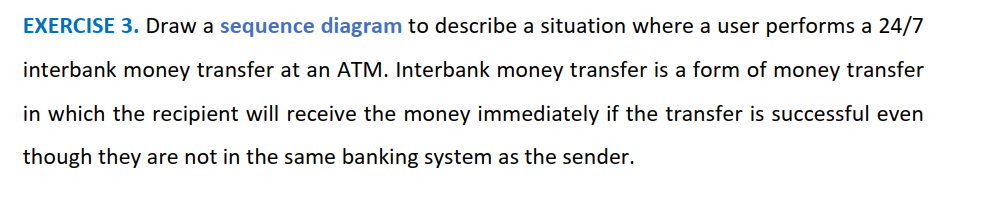 EXERCISE 3. Draw a sequence diagram to describe a situation where a user performs a 24/7
interbank money transfer at an ATM. Interbank money transfer is a form of money transfer
in which the recipient will receive the money immediately if the transfer is successful even
though they are not in the same banking system as the sender.